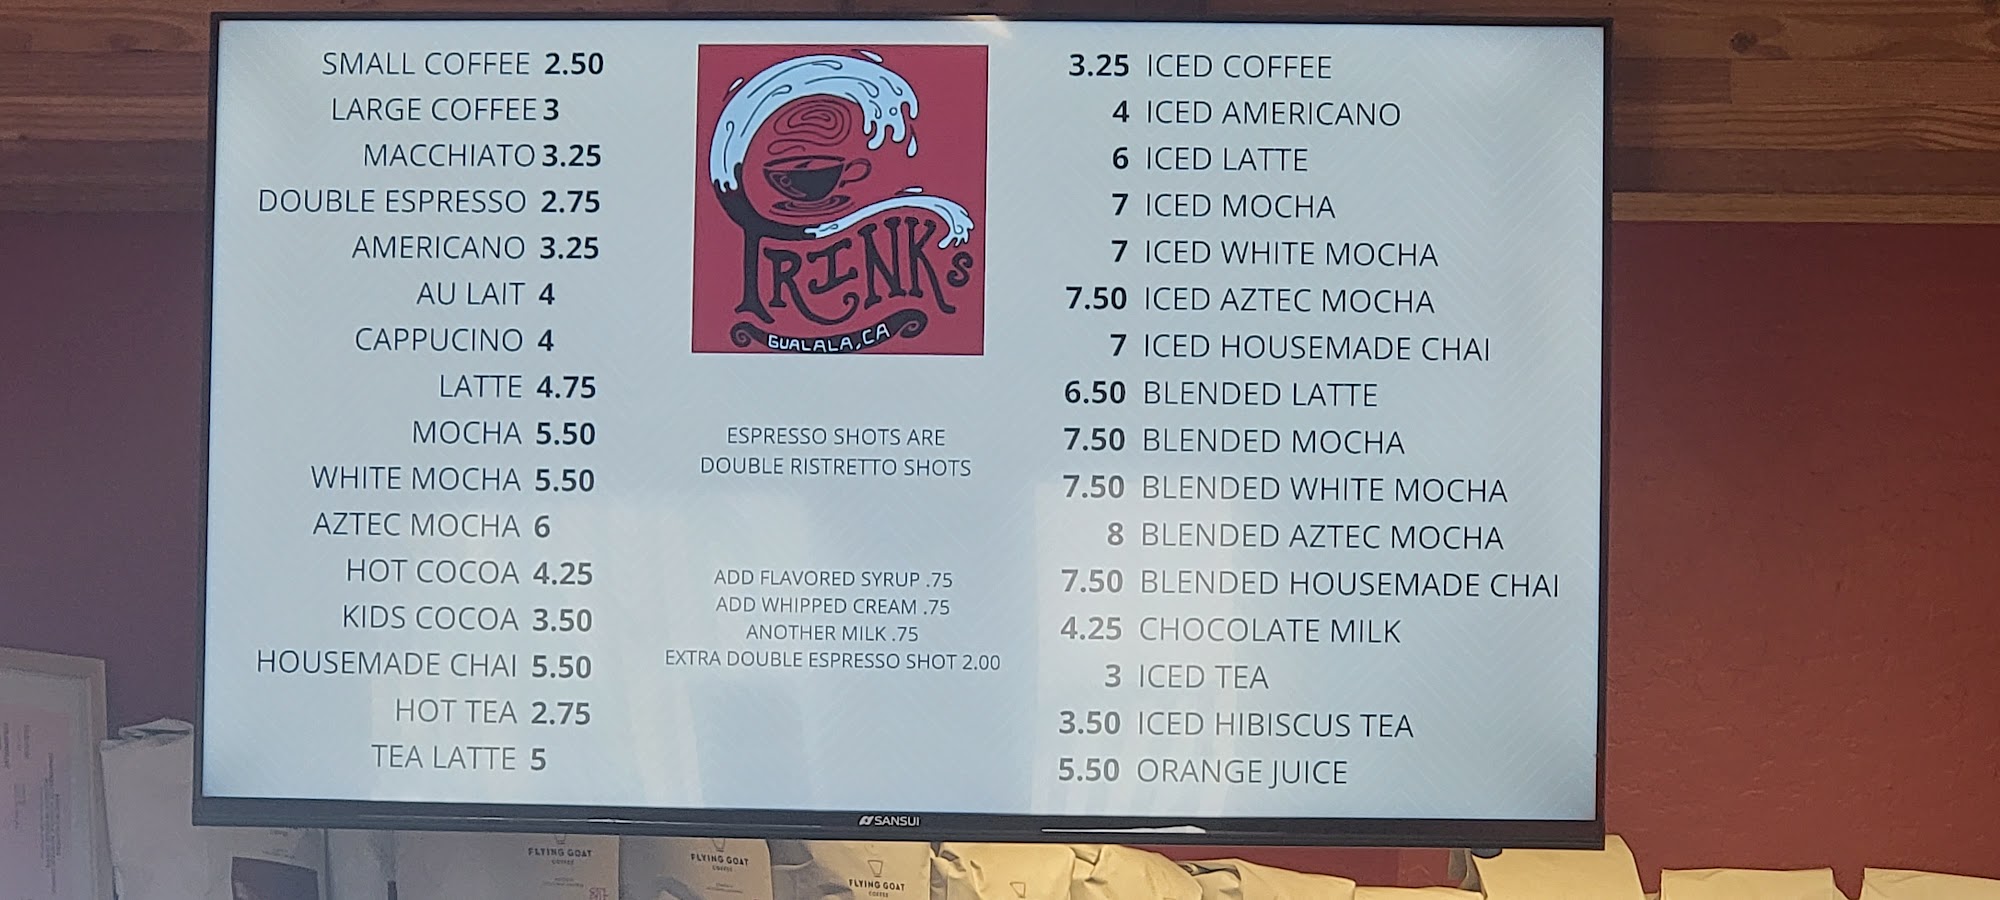 SMALL COFFEE 2.50
LARGE COFFEE 3
MACCHIATO 3.25
DOUBLE ESPRESSO 2.75
AMERICANO 3.25
AU LAIT 4
CAPPUCINO 4
LATTE 4.75
MOCHA 5.50
WHITE MOCHA 5.50
AZTEC MOCHA 6
HOT COCOA 4.25
KIDS COCOA 3.50
HOUSEMADE CHAI 5.50
HOT TEA 2.75
TEA LATTE 5
TRINKS
GUALALA, CA
ESPRESSO SHOTS ARE
DOUBLE RISTRETTO SHOTS
ADD FLAVORED SYRUP .75
ADD WHIPPED CREAM .75
ANOTHER MILK .75
EXTRA DOUBLE ESPRESSO SHOT 2.00
3.25 ICED COFFEE
4 ICED AMERICANO
6 ICED LATTE
7 ICED MOCHA
7 ICED WHITE MOCHA
7.50 ICED AZTEC MOCHA
7 ICED HOUSEMADE CHAI
6.50 BLENDED LATTE
7.50 BLENDED MOCHA
7.50 BLENDED WHITE MOCHA
8 BLENDED AZTEC MOCHA
7.50 BLENDED HOUSEMADE CHAI
4.25 CHOCOLATE MILK
3 ICED TEA
3.50 ICED HIBISCUS TEA
5.50 ORANGE JUICE
SANSUI
FLYING GOAT
COFFEE
FLYING GOAT
COFFEE
FLYING GOAT
COFFEE